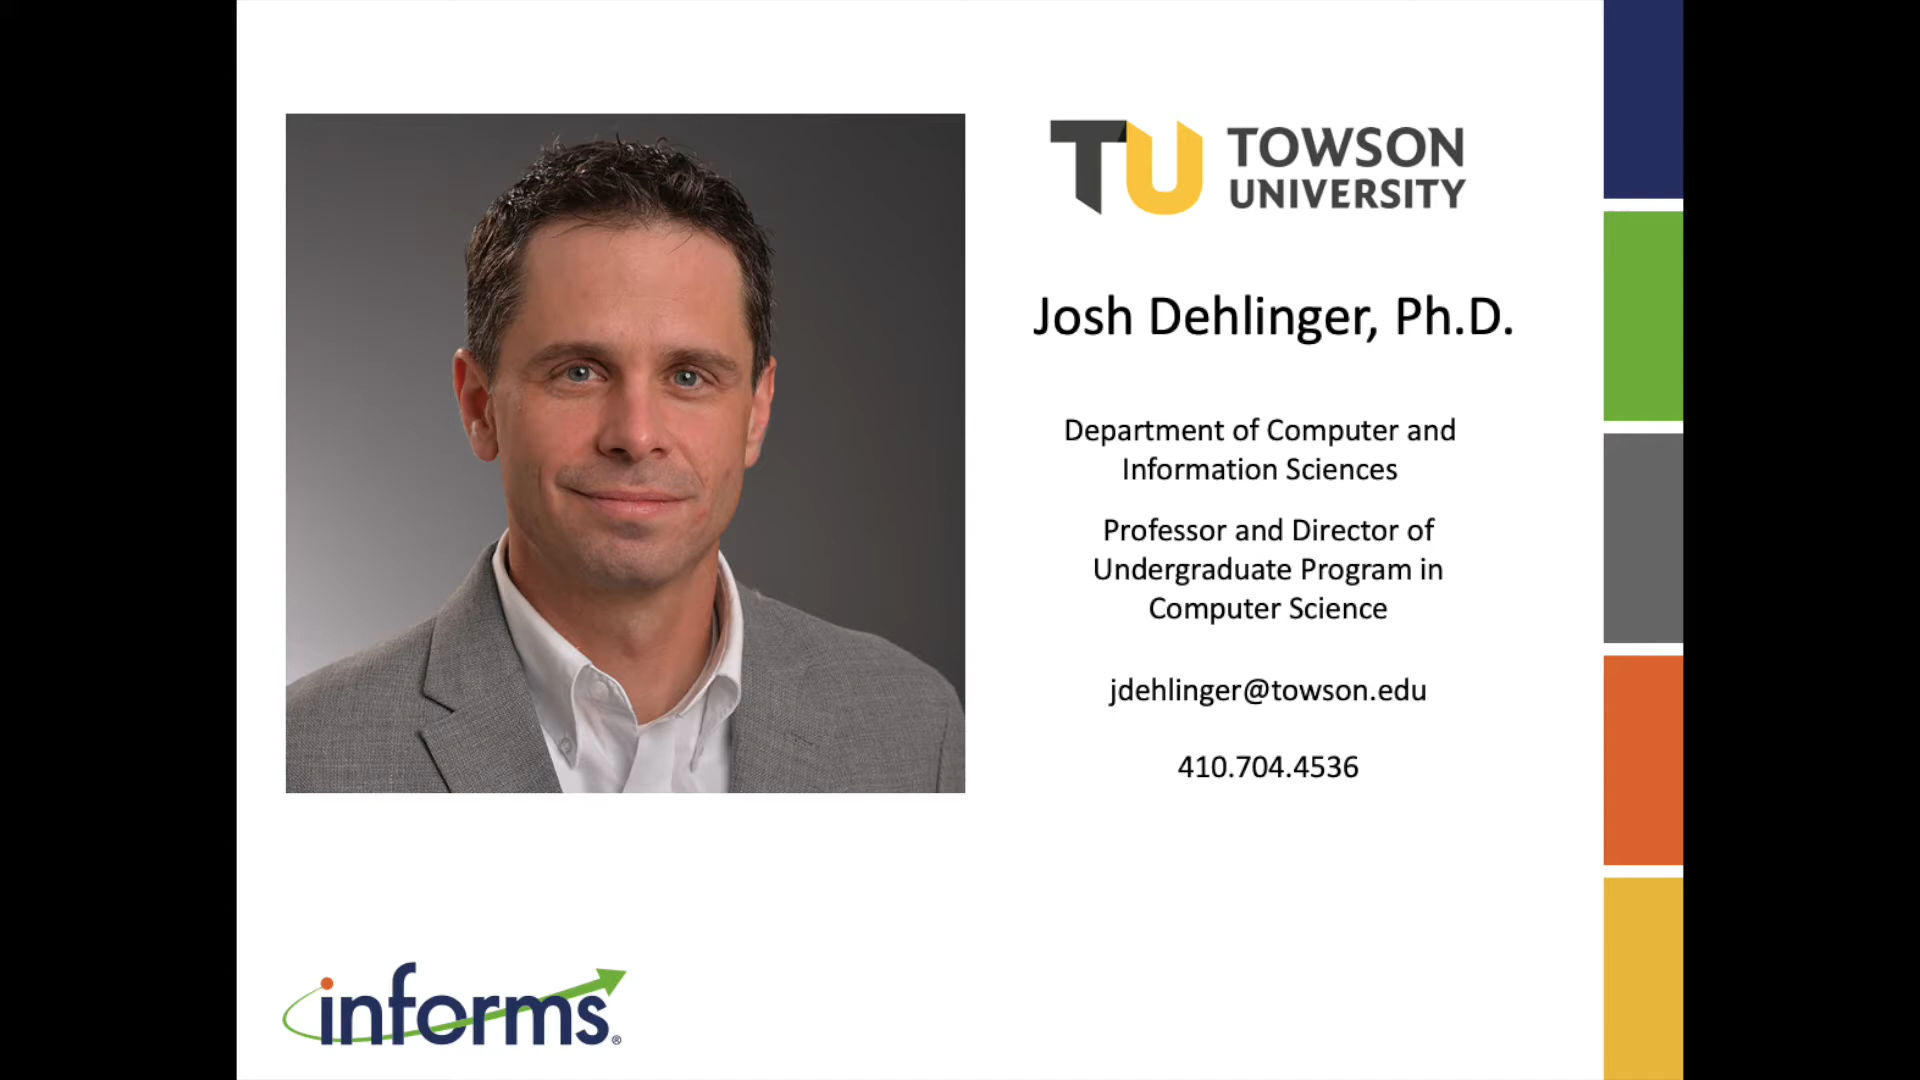 TU TOWSON
UNIVERSITY
Josh Dehlinger, Ph.D.
Department of Computer and
Information Sciences
Professor and Director of
Undergraduate Program in
Computer Science
jdehlinger@towson.edu
410.704.4536
informs®